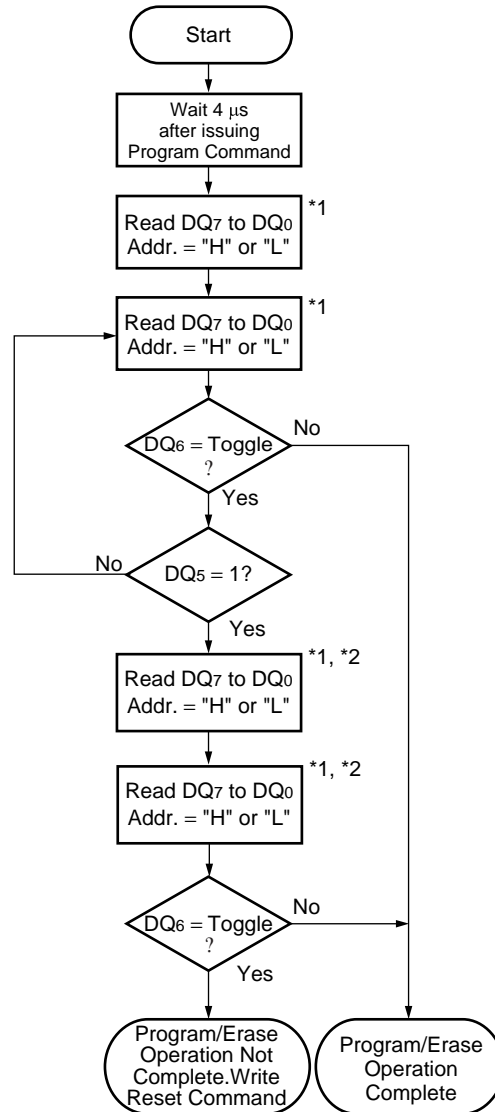 Start
Wait 4 μs
after issuing
Program Command
Read DQ7 to DQ0
Addr. = "H" or "L"
*1
Read DQ7 to DQ0
Addr. = "H" or "L"
*1
DQ6 = Toggle
?
No
Yes
DQ5 = 1?
No
Yes
Read DQ7 to DQ0
Addr. = "H" or "L"
*1, *2
Read DQ7 to DQ0
Addr. = "H" or "L"
*1, *2
DQ6 = Toggle
?
No
Yes
Program/Erase
Operation Not
Complete.Write
Reset Command
Program/Erase
Operation
Complete